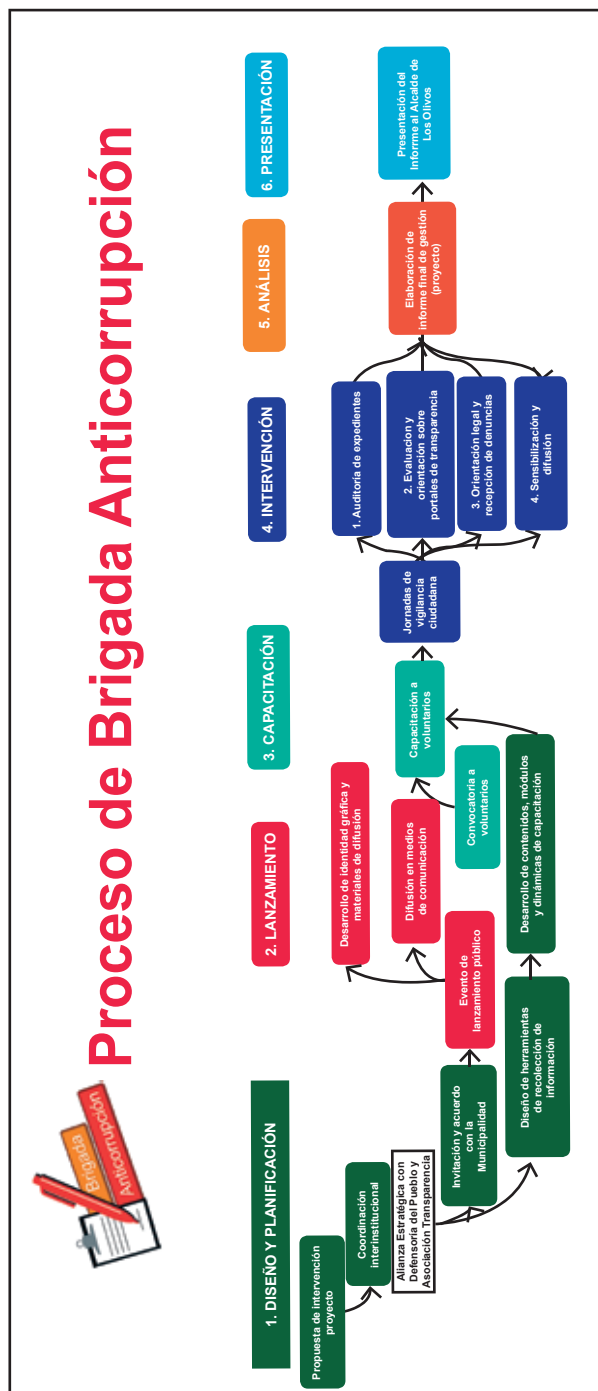 Proceso de Brigada Anticorrupción
Brigada
Anticorrupción
1. DISEÑO Y PLANIFICACIÓN
2. LANZAMIENTO
3. CAPACITACIÓN
4. INTERVENCIÓN
5. ANÁLISIS
6. PRESENTACIÓN
Propuesta de intervención
proyecto
Coordinación
interinstitucional
Alianza Estratégica con
Defensoría del Pueblo y
Asociación Transparencia
Invitación y acuerdo
con la
Municipalidad
Diseño de herramientas
de recolección de
información
Evento de
lanzamiento público
Desarrollo de identidad gráfica y
materiales de difusión
Difusión en medios
de comunicación
Convocatoria a
voluntarios
Desarrollo de contenidos, módulos
y dinámicas de capacitación
Capacitación a
voluntarios
Jornadas de
vigilancia
ciudadana
1. Auditoría de expedientes
2. Evaluacion y
orientación sobre
portales de transparencia
3. Orientación legal y
recepción de denuncias
4. Sensibilización y
difusión
Elaboración de
informe final de gestión
(proyecto)
Presentación del
Inforrme al Alcalde de
Los Olivos